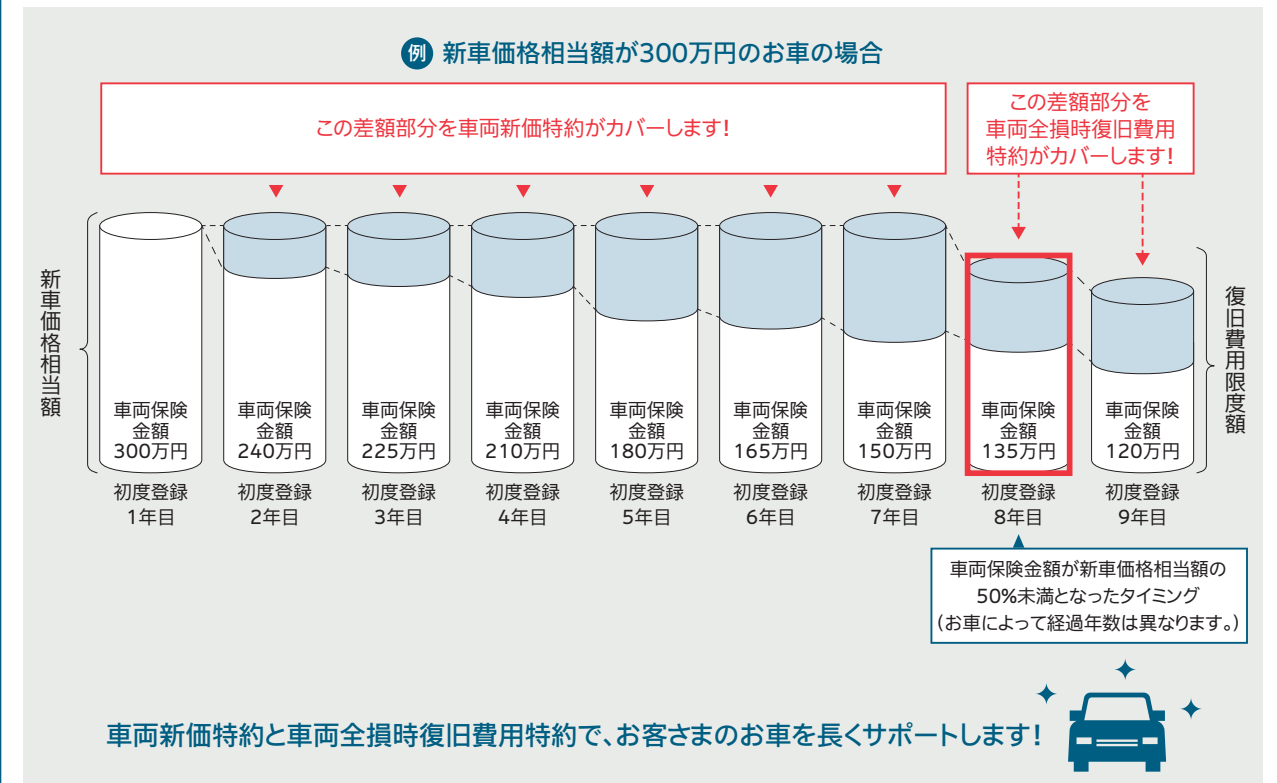 例 新車価格相当額が300万円のお車の場合
この差額部分を車両新価特約がカバーします!
この差額部分を
車両全損時復旧費用
特約がカバーします!
新車価格相当額
車両保険
金額
300万円
初度登録
1年目
車両保険
金額
240万円
初度登録
2年目
車両保険
金額
225万円
初度登録
3年目
車両保険
金額
210万円
初度登録
4年目
車両保険
金額
180万円
初度登録
5年目
車両保険
金額
165万円
初度登録
6年目
車両保険
金額
150万円
初度登録
7年目
車両保険
金額
135万円
初度登録
8年目
車両保険
金額
120万円
初度登録
9年目
復旧費用限度額
車両保険金額が新車価格相当額の
50%未満となったタイミング
(お車によって経過年数は異なります。)
車両新価特約と車両全損時復旧費用特約で、お客さまのお車を長くサポートします!